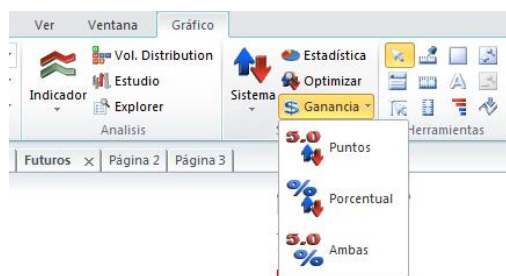 Ver Ventana Gráfico
Vol. Distribution
Estudio
Explorer
Indicador
Analisis
Estadística
Optimizar
Sistema
$ Ganancia
Herramientas
Futuros x Página 2 Página 3
5.0 Puntos
% Porcentual
5.0 % Ambas